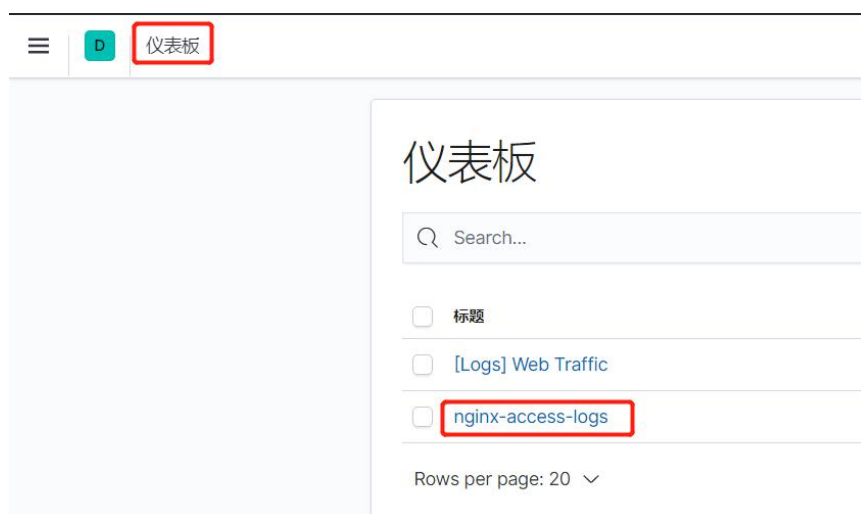 D 仪表板
仪表板
Search...
标题
[Logs] Web Traffic
nginx-access-logs
Rows per page: 20